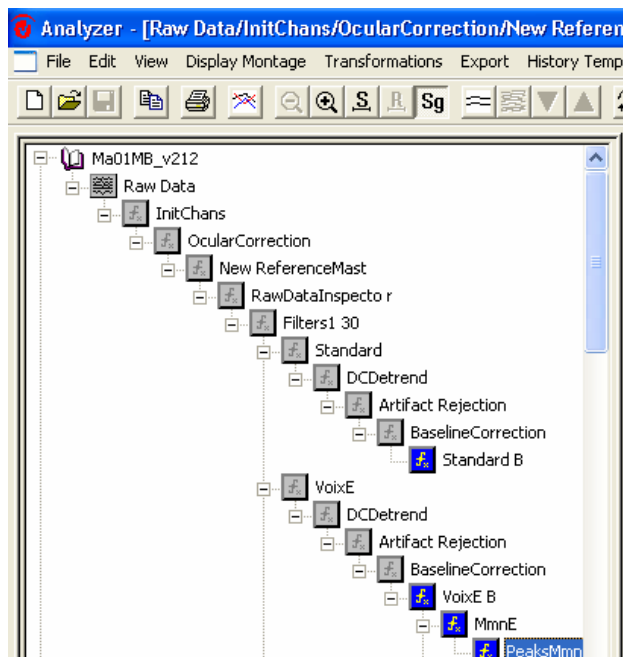 Analyzer - [Raw Data/InitChans/OcularCorrection/New Referen
File Edit View Display Montage Transformations Export History Temp
S R Sg
Ma01MB_v212
Raw Data
InitChans
OcularCorrection
New ReferenceMast
RawDataInspecto r
Filters1 30
Standard
DCDetrend
Artifact Rejection
BaselineCorrection
Standard B
VoixE
DCDetrend
Artifact Rejection
BaselineCorrection
VoixE B
MmnE
PeaksMmn